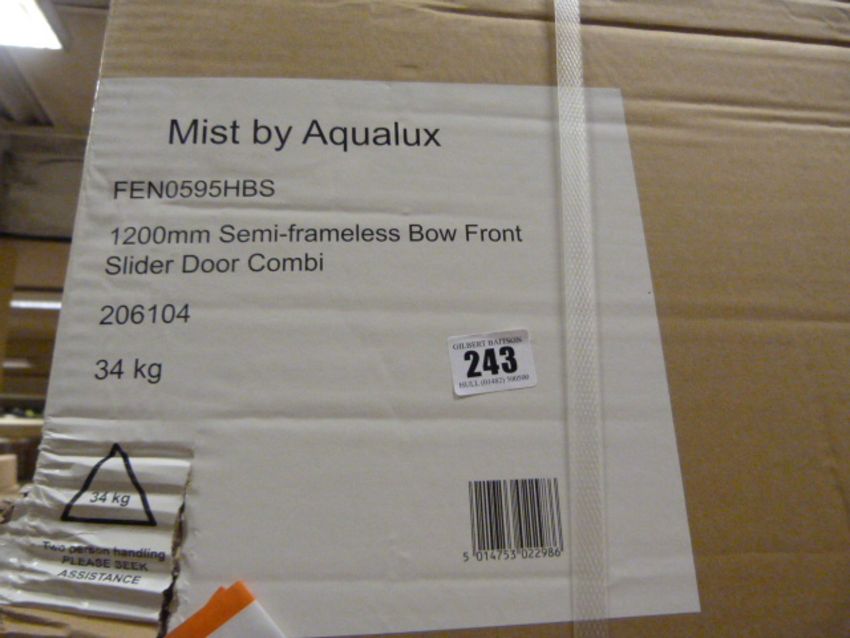 Mist by Aqualux
FEN0595HBS
1200mm Semi-frameless Bow Front
Slider Door Combi
206104
34 kg
GILBERT BAITSON
243
HULL (01482) 500500
34 kg
Two person handling
PLEASE SEEK
ASSISTANCE
5 014753 022986